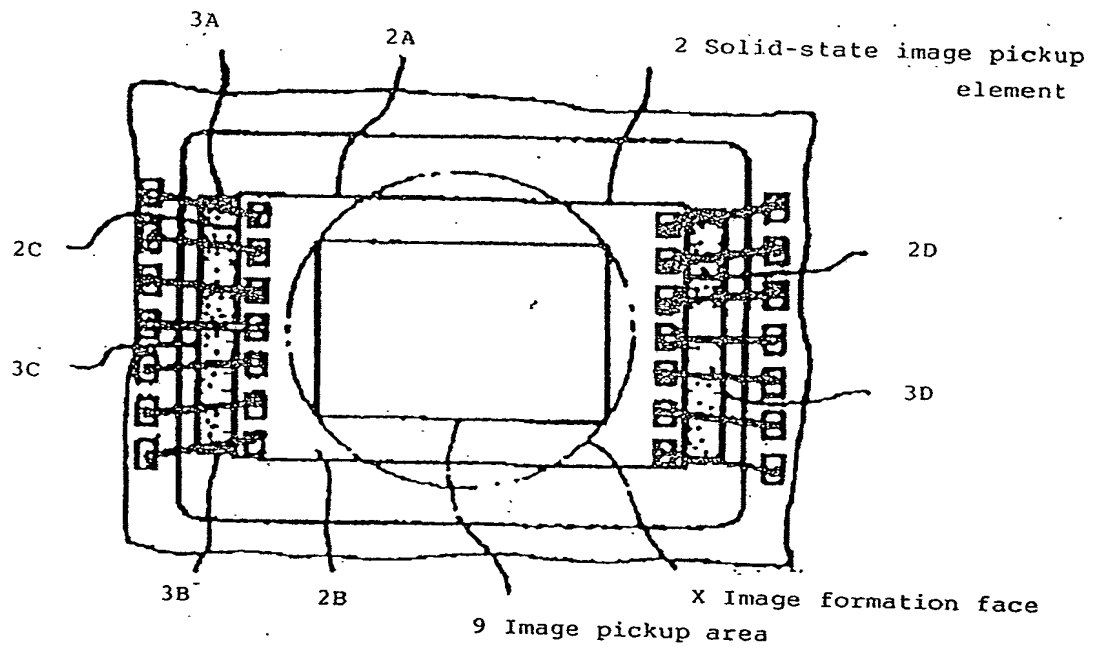 3A
2A
2 Solid-state image pickup
element
2C
2D
3C
3D
3B
2B
X Image formation face
9 Image pickup area